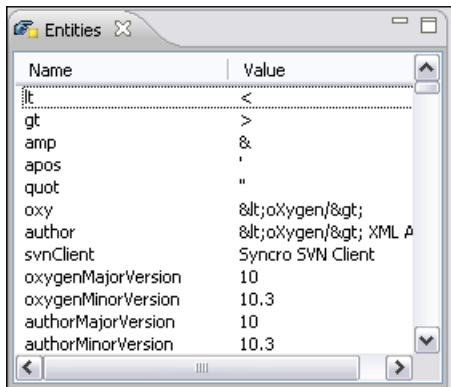 Entities
Name Value
lt <
gt >
amp &
apos '
quot "
oxy &lt;oXygen/&gt;
author &lt;oXygen/&gt; XML A
svnClient Syncro SVN Client
oxygenMajorVersion 10
oxygenMinorVersion 10.3
authorMajorVersion 10
authorMinorVersion 10.3